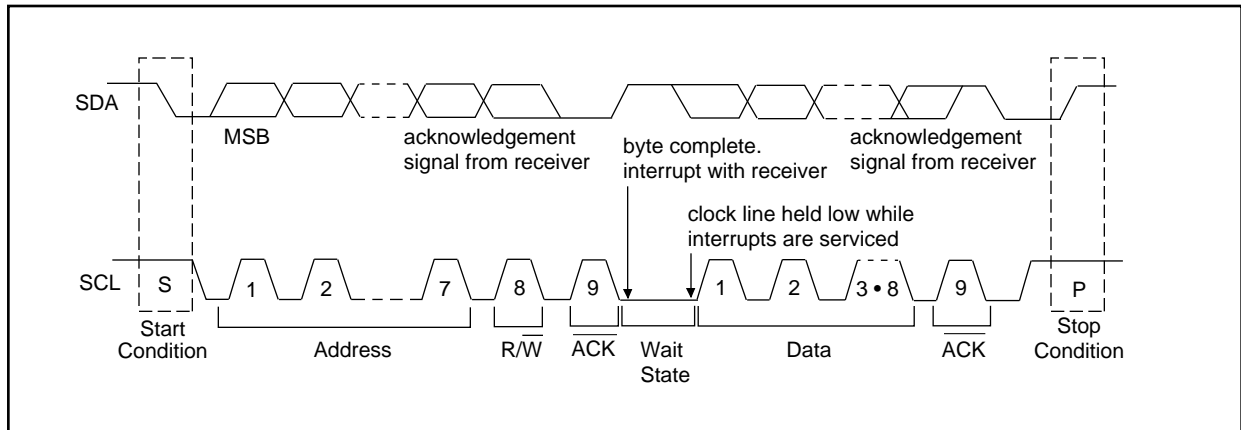 SDA
MSB
acknowledgement
signal from receiver
byte complete.
interrupt with receiver
acknowledgement
signal from receiver
clock line held low while
interrupts are serviced
SCL
S
1
2
7
8
9
1
2
3 • 8
9
P
Start
Condition
Address
R/W̅
A̅C̅K̅
Wait
State
Data
A̅C̅K̅
Stop
Condition